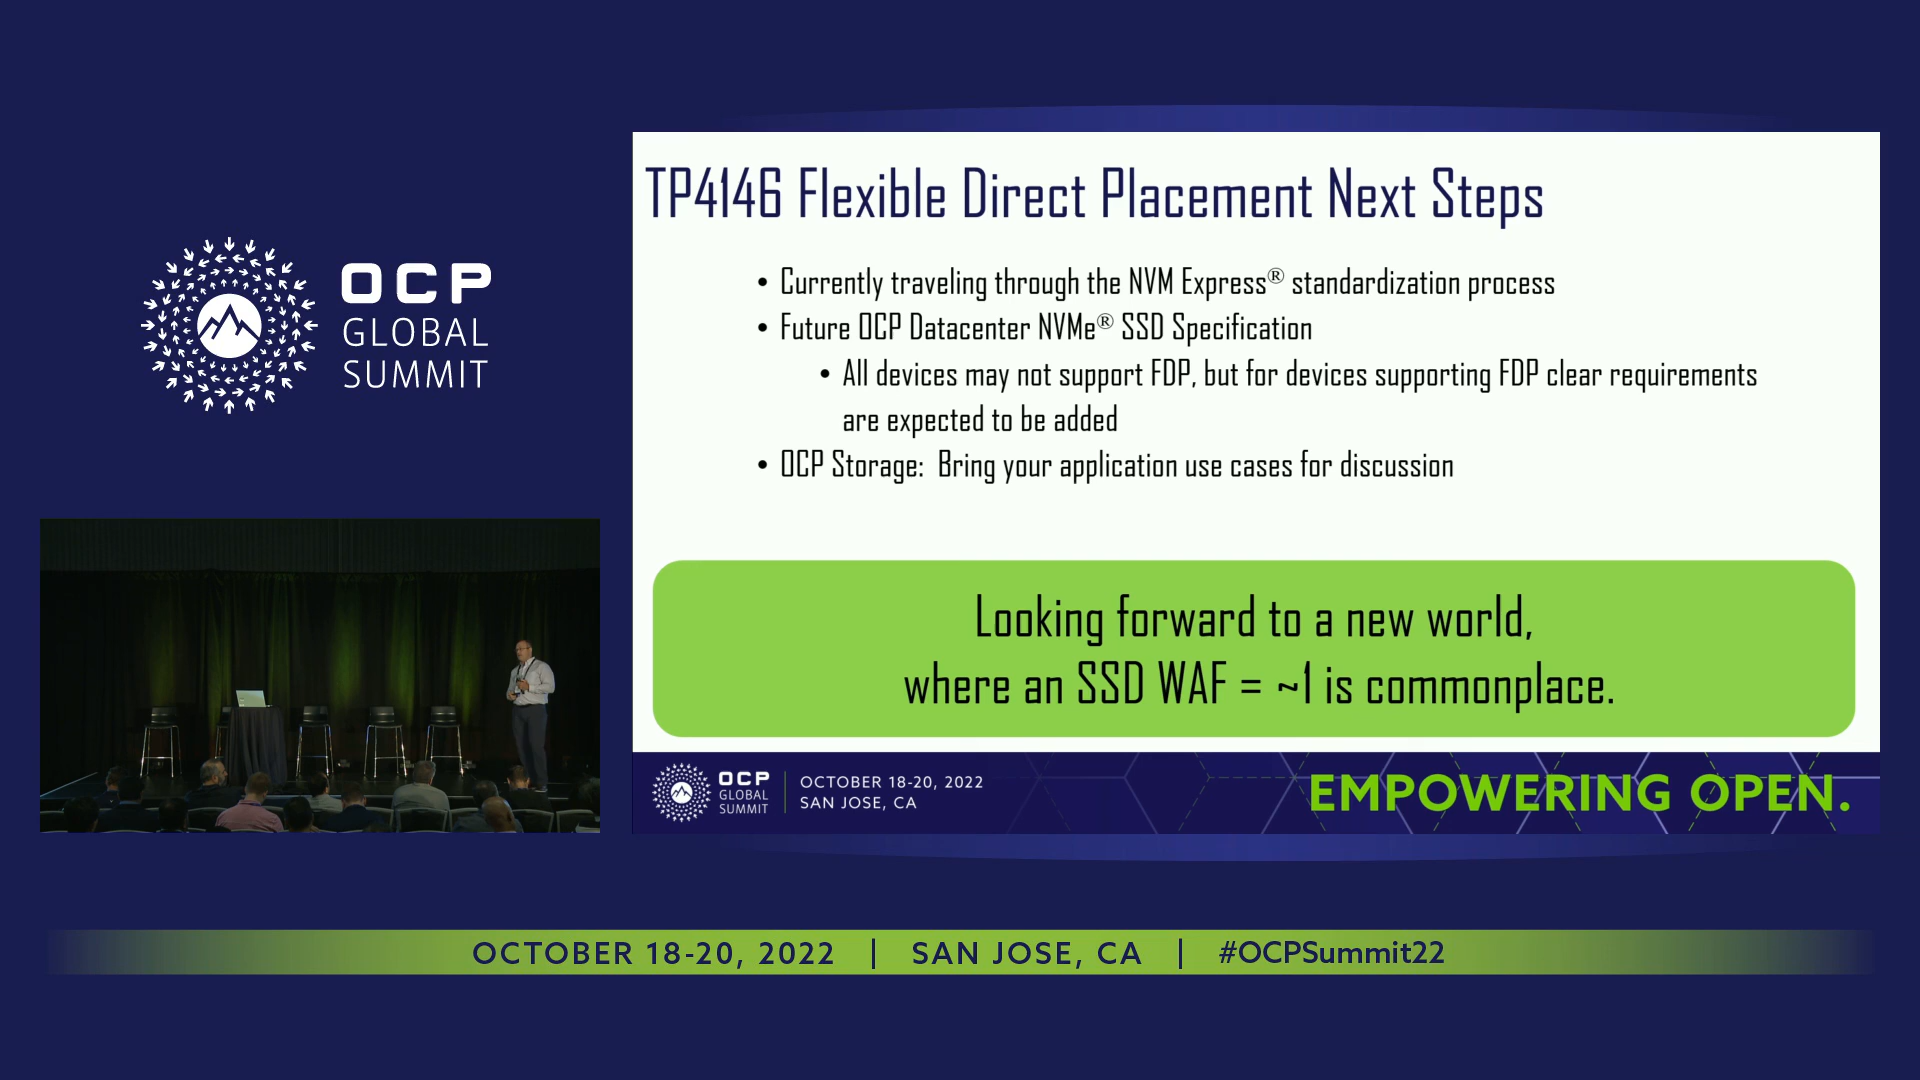 OCP
GLOBAL
SUMMIT
TP4146 Flexible Direct Placement Next Steps
• Currently traveling through the NVM Express® standardization process
• Future OCP Datacenter NVMe® SSD Specification
• All devices may not support FDP, but for devices supporting FDP clear requirements
are expected to be added
• OCP Storage: Bring your application use cases for discussion
Looking forward to a new world,
where an SSD WAF = ~1 is commonplace.
OCP
GLOBAL
SUMMIT
OCTOBER 18-20, 2022
SAN JOSE, CA
EMPOWERING OPEN.
OCTOBER 18-20, 2022 | SAN JOSE, CA | #OCPSummit22